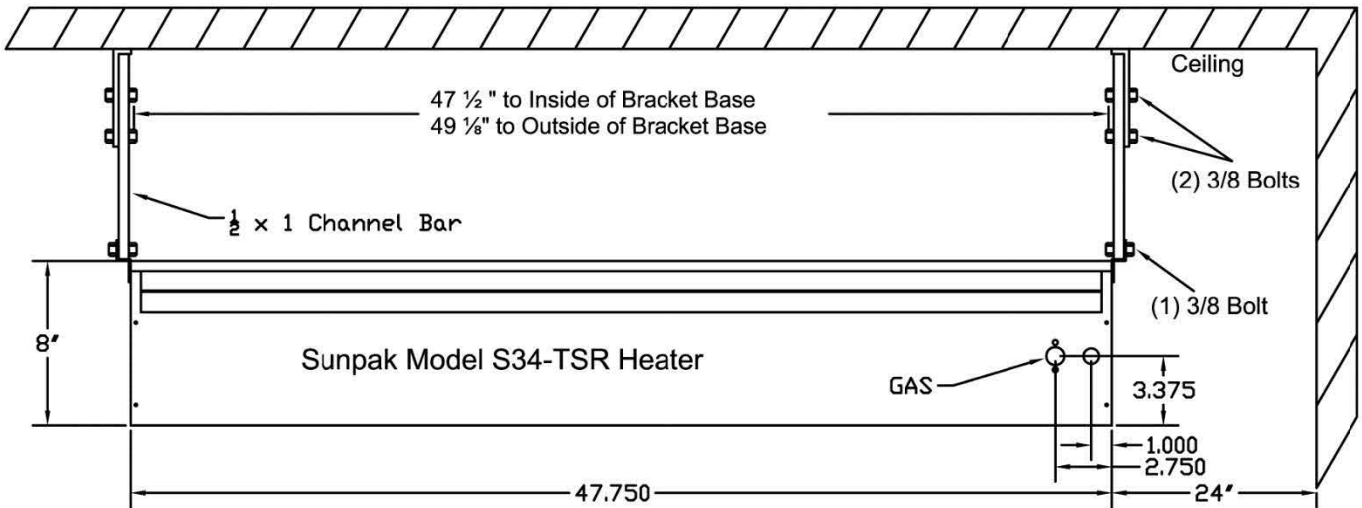 Ceiling
47 ½ " to Inside of Bracket Base
49 ⅛" to Outside of Bracket Base
(2) 3/8 Bolts
½ x 1 Channel Bar
(1) 3/8 Bolt
8"
Sunpak Model S34-TSR Heater
GAS
3.375
1.000
2.750
47.750
24"